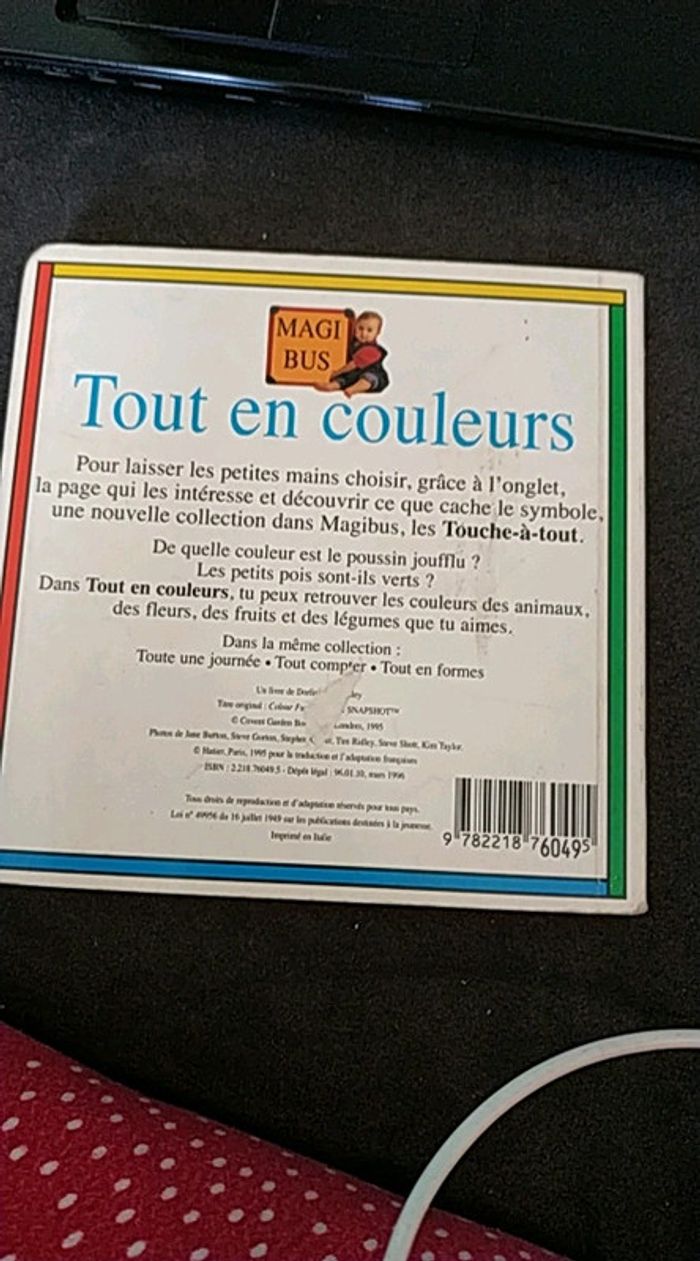 MAGI
BUS
Tout en couleurs
Pour laisser les petites mains choisir, grâce à l'onglet,
la page qui les intéresse et découvrir ce que cache le symbole,
une nouvelle collection dans Magibus, les Touche-à-tout.
De quelle couleur est le poussin joufflu ?
Les petits pois sont-ils verts ?
Dans Tout en couleurs, tu peux retrouver les couleurs des animaux,
des fleurs, des fruits et des légumes que tu aimes.
Dans la même collection :
Toute une journée • Tout compter • Tout en formes
Un livre de
Titre original : Colour SNAPSHOT™
© Covent Garden Londres, 1995
Photos de Jane Burton, Steve Gorton, Tim Ridley, Steve Shott, Kim Taylor.
© Hatier, Paris, 1995 pour la traduction et l'adaptation françaises
ISBN : 2.218.76049.5 - Dépôt légal : 96.01.10, mars 1996
Tous droits de reproduction et d'adaptation réservés pour tous pays.
Loi n° 49956 du 16 juillet 1949 sur les publications destinées à la jeunesse.
Imprimé en Italie
9 782218 760495